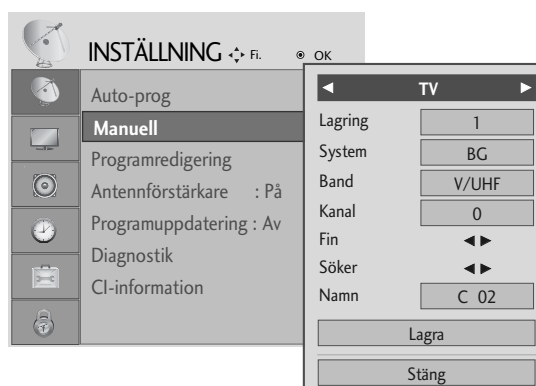 INSTÄLLNING Fi. OK
Auto-prog
Manuell
Programredigering
Antennförstärkare : På
Programuppdatering : Av
Diagnostik
CI-information
TV
Lagring 1
System BG
Band V/UHF
Kanal 0
Fin
Söker
Namn C 02
Lagra
Stäng